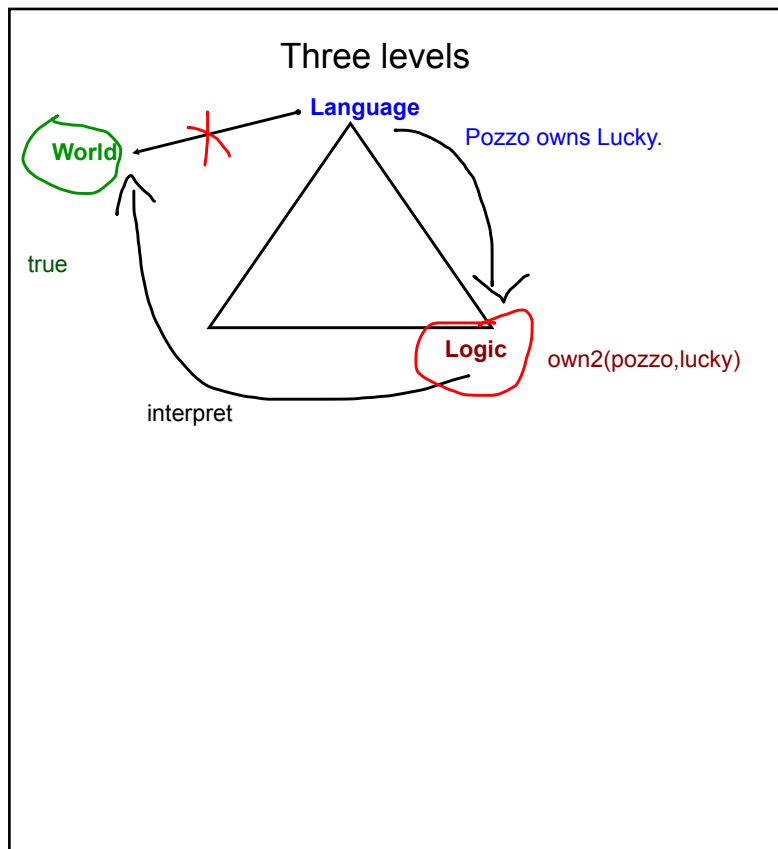 Three levels
Language
World
Pozzo owns Lucky.
true
Logic
own2(pozzo,lucky)
interpret